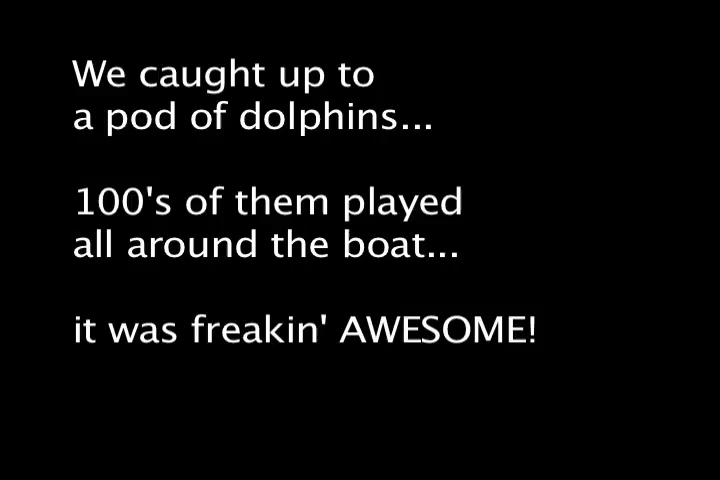 We caught up to
a pod of dolphins...
100's of them played
all around the boat...
it was freakin' AWESOME!